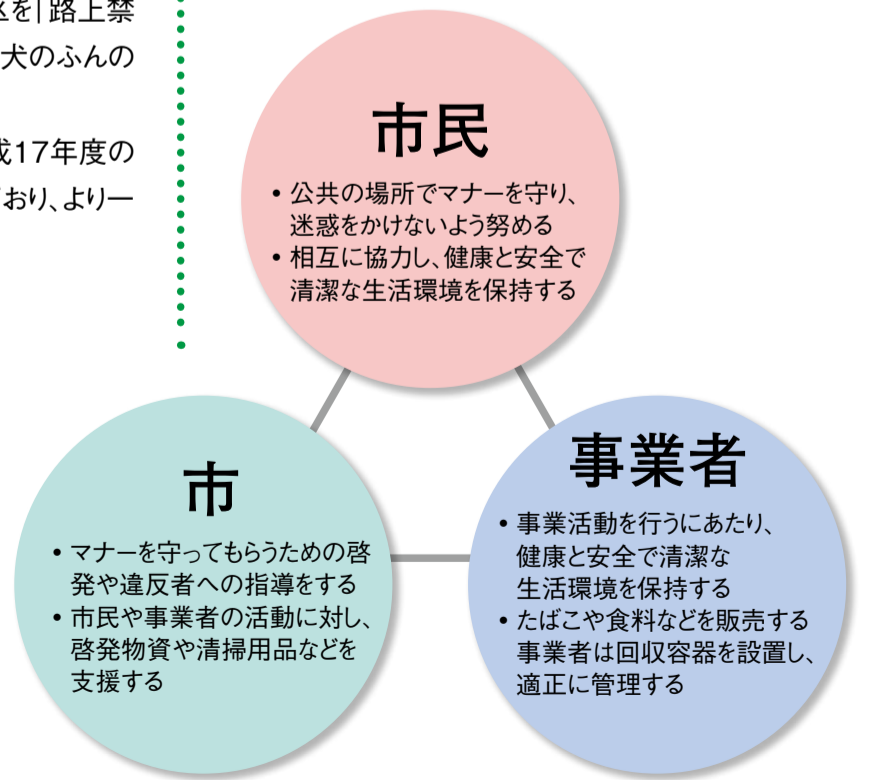 区を「路上禁
犬のふんの
成17年度の
おり、より一
市民
• 公共の場所でマナーを守り、
迷惑をかけないよう努める
• 相互に協力し、健康と安全で
清潔な生活環境を保持する
市
• マナーを守ってもらうための啓
発や違反者への指導をする
• 市民や事業者の活動に対し、
啓発物資や清掃用品などを
支援する
事業者
• 事業活動を行うにあたり、
健康と安全で清潔な
生活環境を保持する
• たばこや食料などを販売する
事業者は回収容器を設置し、
適正に管理する